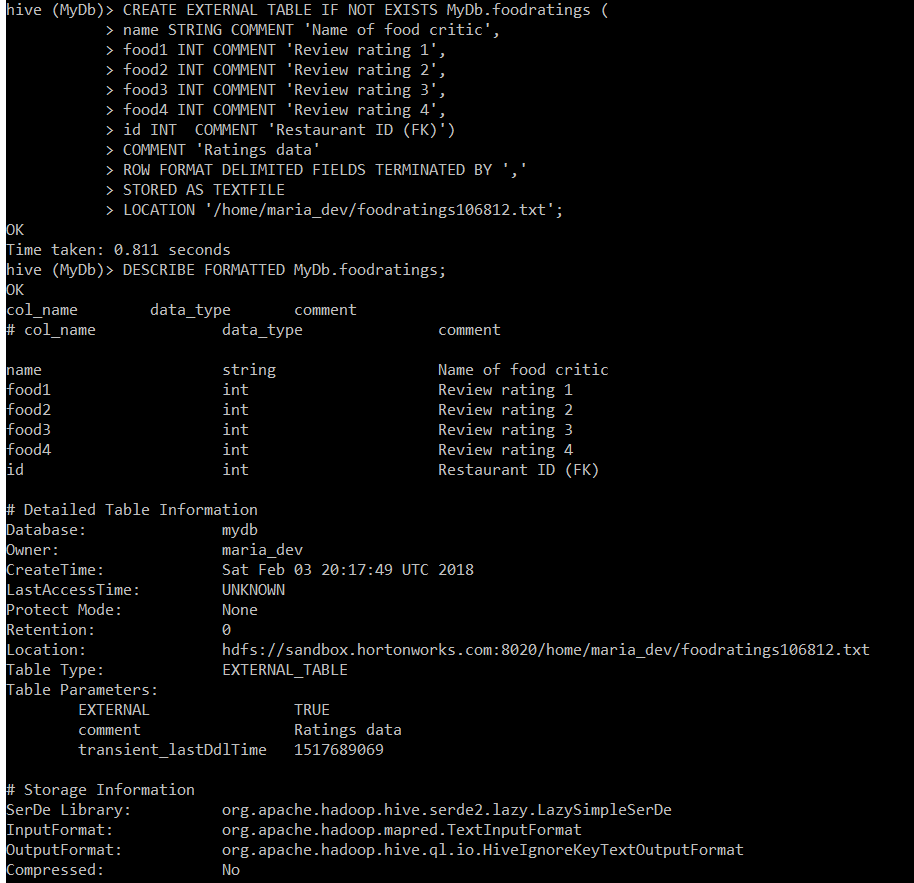 hive (MyDb)> CREATE EXTERNAL TABLE IF NOT EXISTS MyDb.foodratings (
           > name STRING COMMENT 'Name of food critic',
           > food1 INT COMMENT 'Review rating 1',
           > food2 INT COMMENT 'Review rating 2',
           > food3 INT COMMENT 'Review rating 3',
           > food4 INT COMMENT 'Review rating 4',
           > id INT  COMMENT 'Restaurant ID (FK)')
           > COMMENT 'Ratings data'
           > ROW FORMAT DELIMITED FIELDS TERMINATED BY ','
           > STORED AS TEXTFILE
           > LOCATION '/home/maria_dev/foodratings106812.txt';
OK
Time taken: 0.811 seconds
hive (MyDb)> DESCRIBE FORMATTED MyDb.foodratings;
OK
col_name        data_type       comment
# col_name              data_type               comment

name                    string                  Name of food critic
food1                   int                     Review rating 1
food2                   int                     Review rating 2
food3                   int                     Review rating 3
food4                   int                     Review rating 4
id                      int                     Restaurant ID (FK)

# Detailed Table Information
Database:               mydb
Owner:                  maria_dev
CreateTime:             Sat Feb 03 20:17:49 UTC 2018
LastAccessTime:         UNKNOWN
Protect Mode:           None
Retention:              0
Location:               hdfs://sandbox.hortonworks.com:8020/home/maria_dev/foodratings106812.txt
Table Type:             EXTERNAL_TABLE
Table Parameters:
        EXTERNAL                TRUE
        comment                 Ratings data
        transient_lastDdlTime   1517689069

# Storage Information
SerDe Library:          org.apache.hadoop.hive.serde2.lazy.LazySimpleSerDe
InputFormat:            org.apache.hadoop.mapred.TextInputFormat
OutputFormat:           org.apache.hadoop.hive.ql.io.HiveIgnoreKeyTextOutputFormat
Compressed:             No